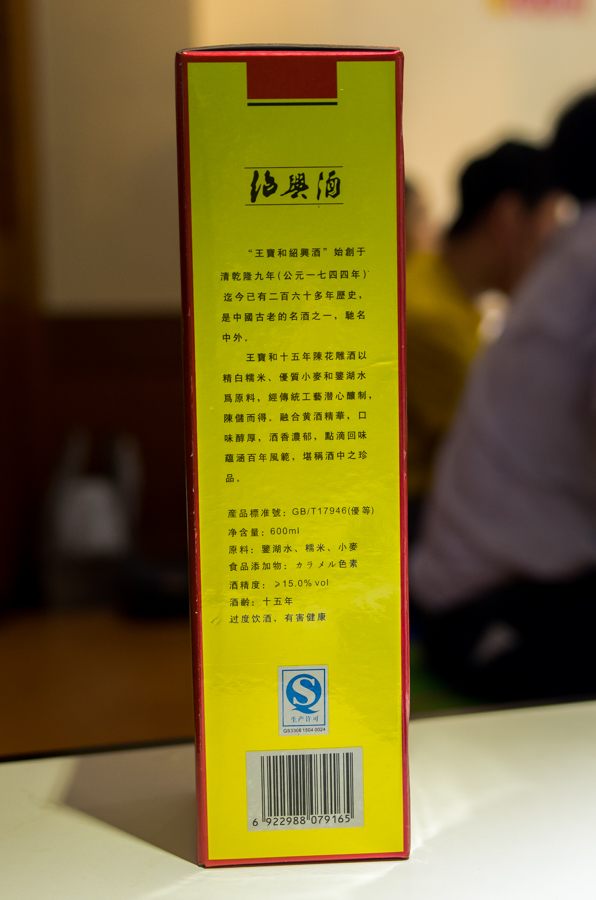 紹興酒
“王寶和紹興酒”始創于
清乾隆九年(公元一七四四年)
迄今已有二百六十多年歷史，
是中國古老的名酒之一，馳名
中外。
王寶和十五年陳花雕酒以
精白糯米、優質小麥和鑒湖水
爲原料，經傳統工藝潜心釀制，
陳儲而得。融合黄酒精華，口
味醇厚，酒香濃郁，點滴回味
蘊涵百年風範，堪稱酒中之珍
品。
産品標准號：GB/T17946(優等)
净含量：600ml
原料：鑒湖水、糯米、小麥
食品添加物：カラメル色素
酒精度：≥15.0%vol
酒齡：十五年
过度饮酒，有害健康
生产许可
QS3306 1504 0024
6 922988 079165